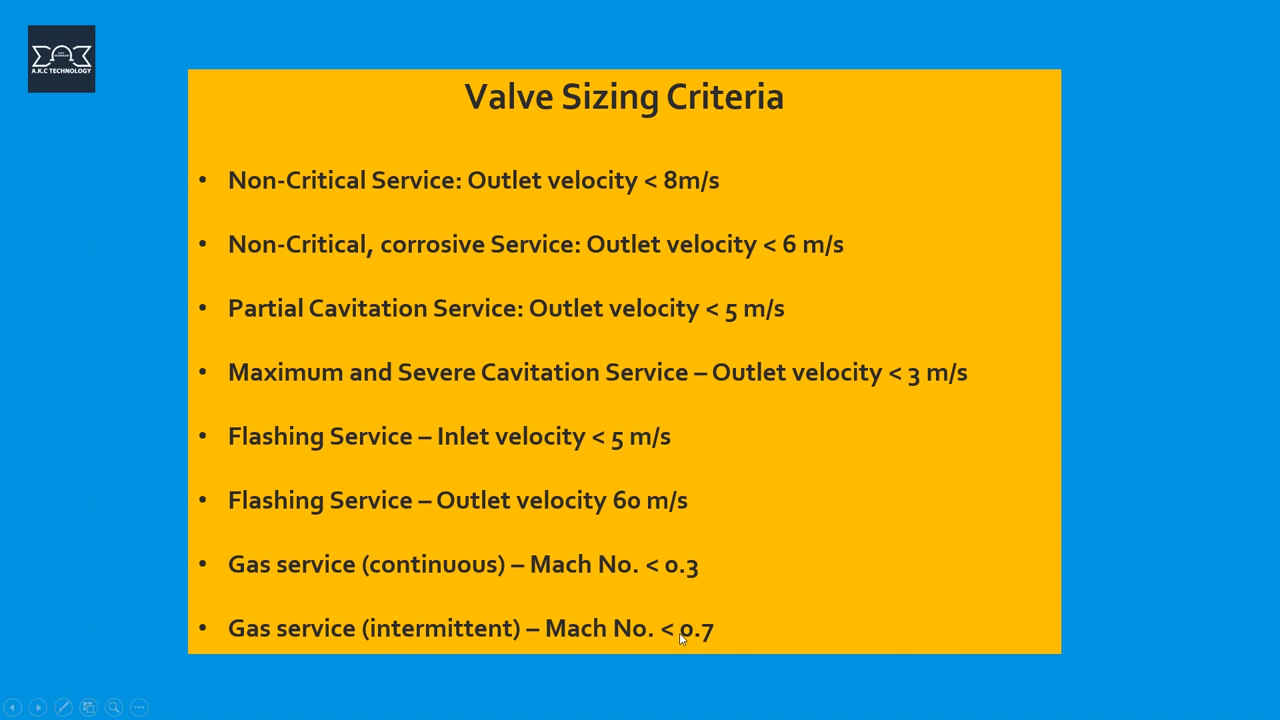 A.K.C TECHNOLOGY
Valve Sizing Criteria
• Non-Critical Service: Outlet velocity < 8m/s
• Non-Critical, corrosive Service: Outlet velocity < 6 m/s
• Partial Cavitation Service: Outlet velocity < 5 m/s
• Maximum and Severe Cavitation Service – Outlet velocity < 3 m/s
• Flashing Service – Inlet velocity < 5 m/s
• Flashing Service – Outlet velocity 60 m/s
• Gas service (continuous) – Mach No. < 0.3
• Gas service (intermittent) – Mach No. < 0.7